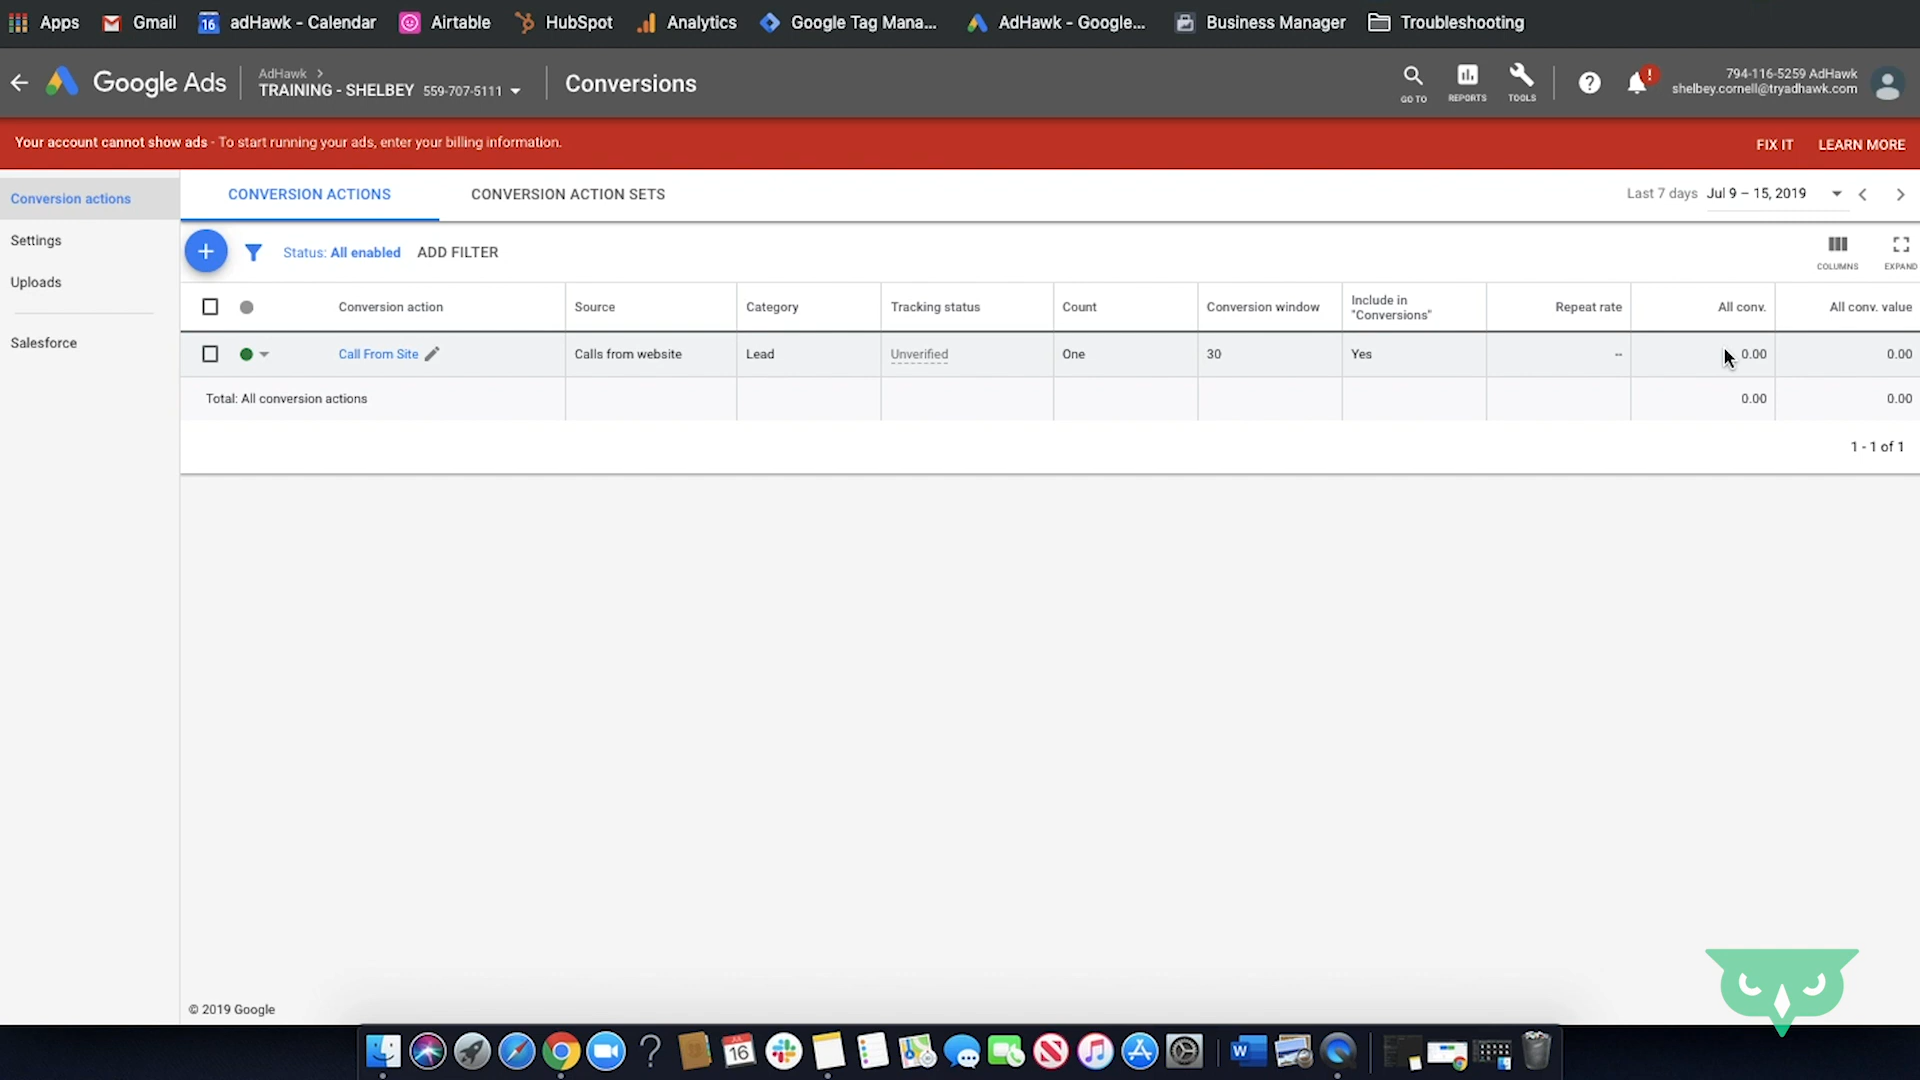 Apps Gmail 16 adHawk - Calendar Airtable HubSpot Analytics Google Tag Mana... AdHawk - Google... Business Manager Troubleshooting
Google Ads
AdHawk >
TRAINING - SHELBEY 559-707-5111
Conversions
GO TO REPORTS TOOLS
?
!
794-116-5259 AdHawk
shelbey.cornell@tryadhawk.com
Your account cannot show ads - To start running your ads, enter your billing information. FIX IT LEARN MORE
Conversion actions
Settings
Uploads
Salesforce
CONVERSION ACTIONS CONVERSION ACTION SETS Last 7 days Jul 9 – 15, 2019
+ Status: All enabled ADD FILTER COLUMNS EXPAND
Conversion action Source Category Tracking status Count Conversion window Include in "Conversions" Repeat rate All conv. All conv. value
Call From Site Calls from website Lead Unverified One 30 Yes -- 0.00 0.00
Total: All conversion actions 0.00 0.00
1 - 1 of 1
© 2019 Google
?
JUL
16
W